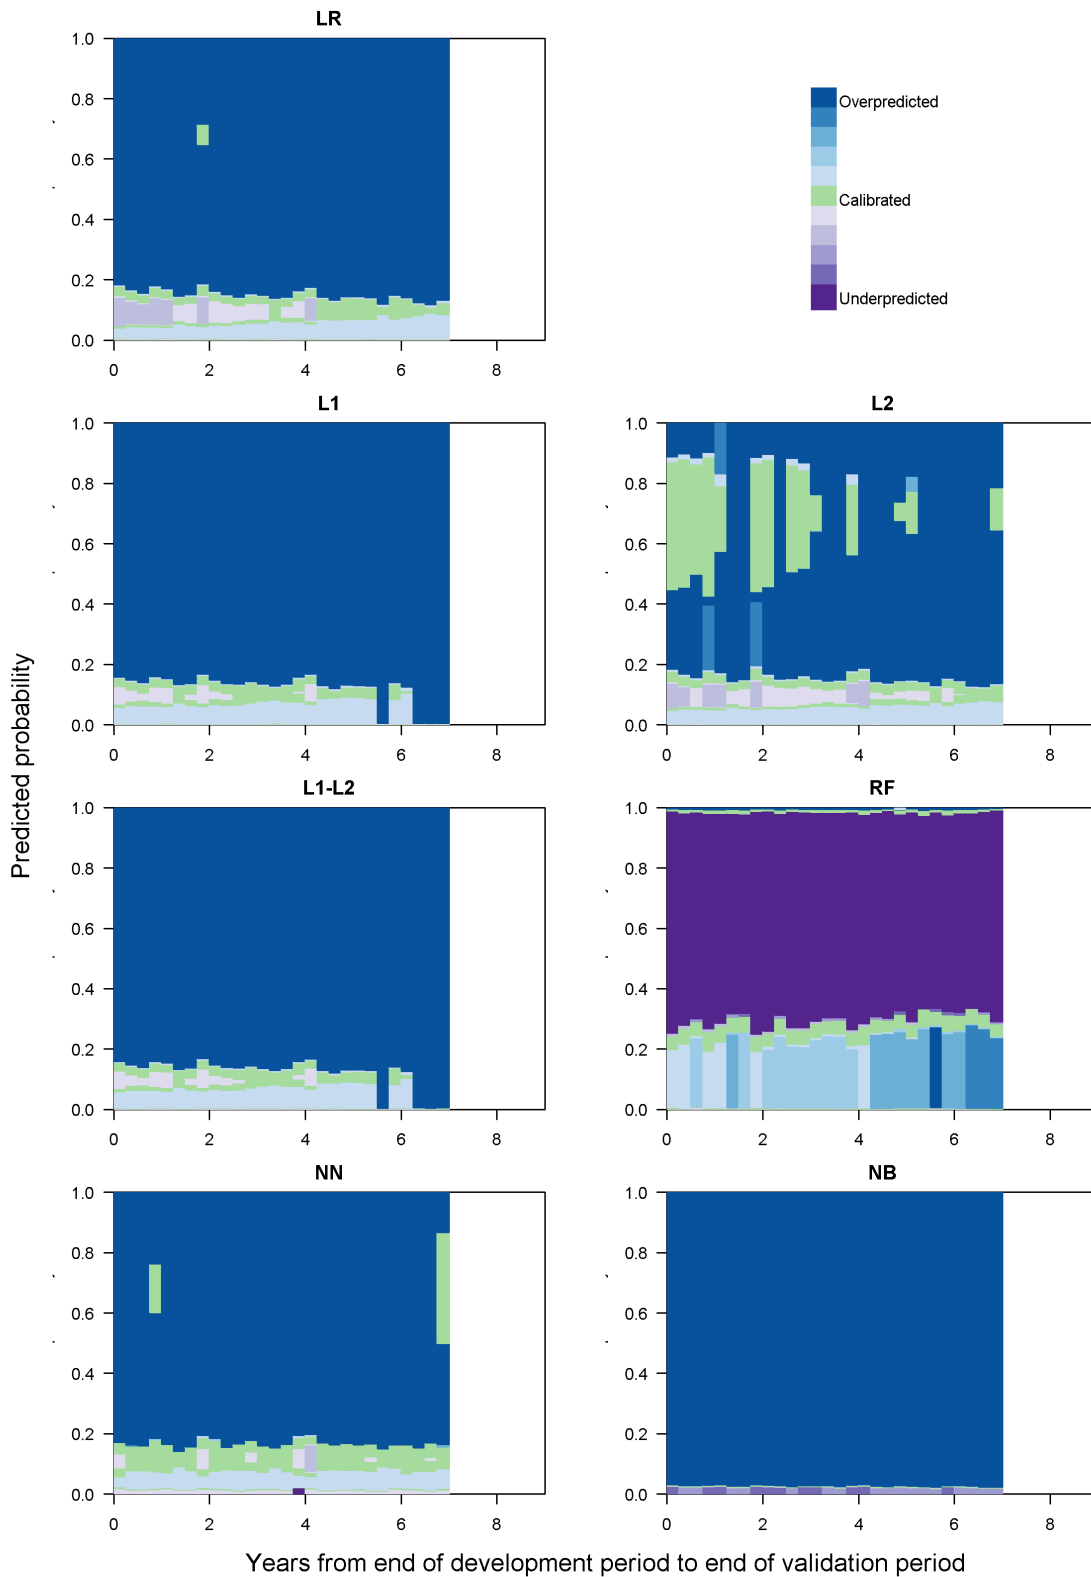 LR
1.0
0.8
0.6
0.4
0.2
0.0
0 2 4 6 8
Overpredicted
Calibrated
Underpredicted
L1
1.0
0.8
0.6
0.4
0.2
0.0
0 2 4 6 8
L2
1.0
0.8
0.6
0.4
0.2
0.0
0 2 4 6 8
Predicted probability
L1-L2
1.0
0.8
0.6
0.4
0.2
0.0
0 2 4 6 8
RF
1.0
0.8
0.6
0.4
0.2
0.0
0 2 4 6 8
NN
1.0
0.8
0.6
0.4
0.2
0.0
0 2 4 6 8
NB
1.0
0.8
0.6
0.4
0.2
0.0
0 2 4 6 8
Years from end of development period to end of validation period